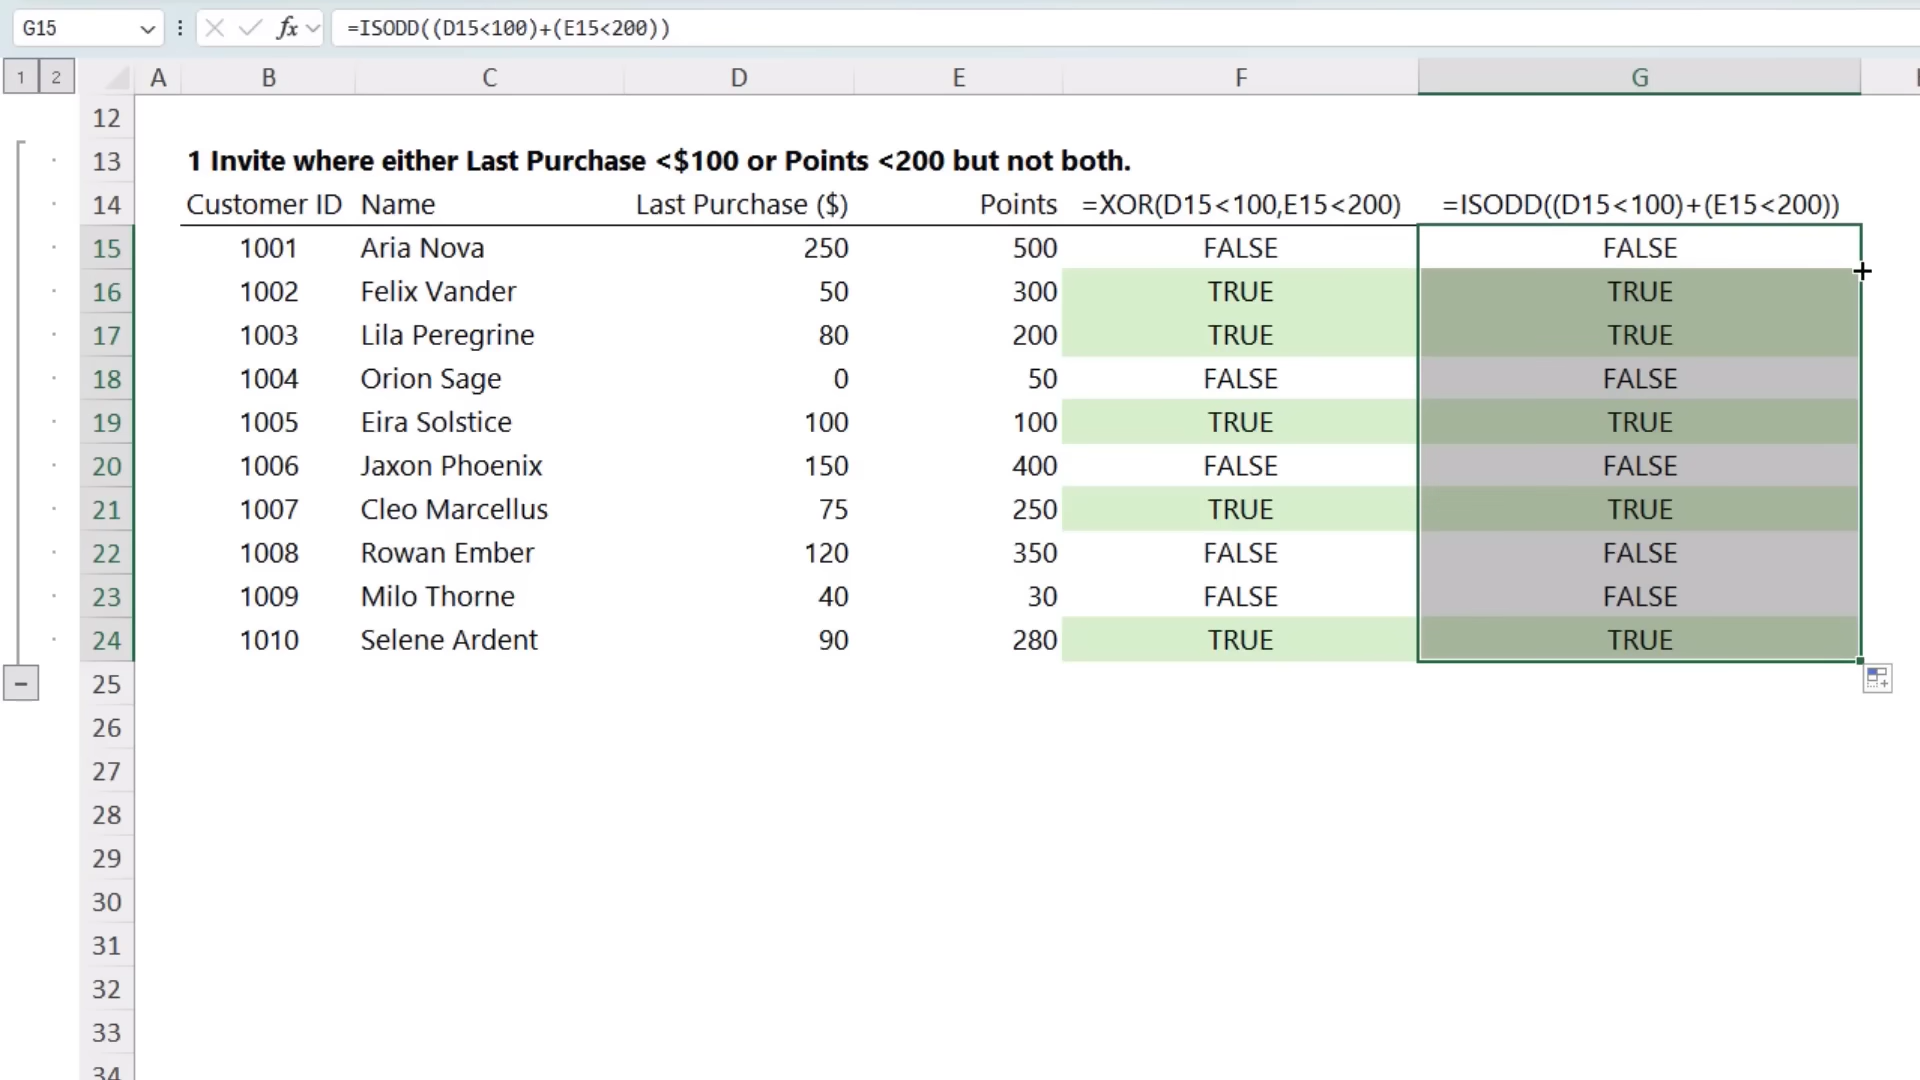 G15 fx =ISODD((D15<100)+(E15<200))
1 2 A B C D E F G
12
13 1 Invite where either Last Purchase <$100 or Points <200 but not both.
14 Customer ID Name Last Purchase ($) Points =XOR(D15<100,E15<200) =ISODD((D15<100)+(E15<200))
15 1001 Aria Nova 250 500 FALSE FALSE
16 1002 Felix Vander 50 300 TRUE TRUE
17 1003 Lila Peregrine 80 200 TRUE TRUE
18 1004 Orion Sage 0 50 FALSE FALSE
19 1005 Eira Solstice 100 100 TRUE TRUE
20 1006 Jaxon Phoenix 150 400 FALSE FALSE
21 1007 Cleo Marcellus 75 250 TRUE TRUE
22 1008 Rowan Ember 120 350 FALSE FALSE
23 1009 Milo Thorne 40 30 FALSE FALSE
24 1010 Selene Ardent 90 280 TRUE TRUE
25
26
27
28
29
30
31
32
33
34